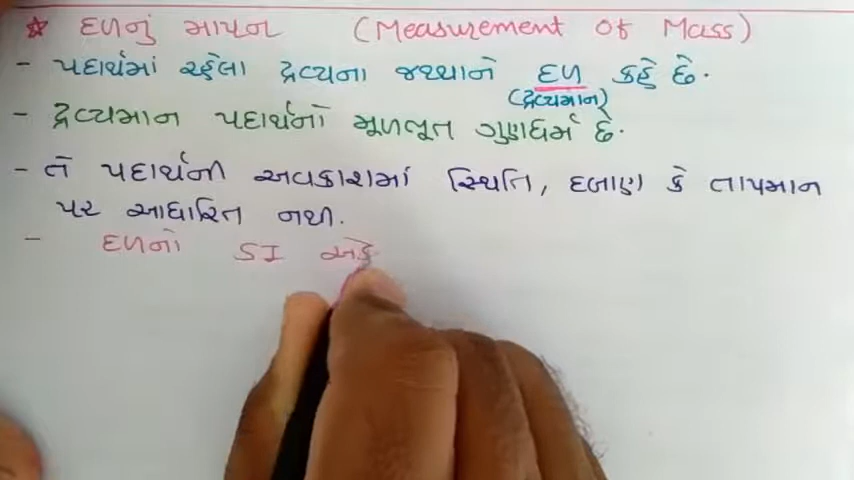 ★ દળનું માપન (Measurement of Mass)
- પદાર્થમાં રહેલા દ્રવ્યના જથ્થાને દળ કહે છે.
(દ્રવ્યમાન)
- દ્રવ્યમાન પદાર્થનો મૂળભૂત ગુણધર્મ છે.
- તે પદાર્થની અવકાશમાં સ્થિતિ, દબાણ કે તાપમાન
પર આધારિત નથી.
- દળનો SI એક